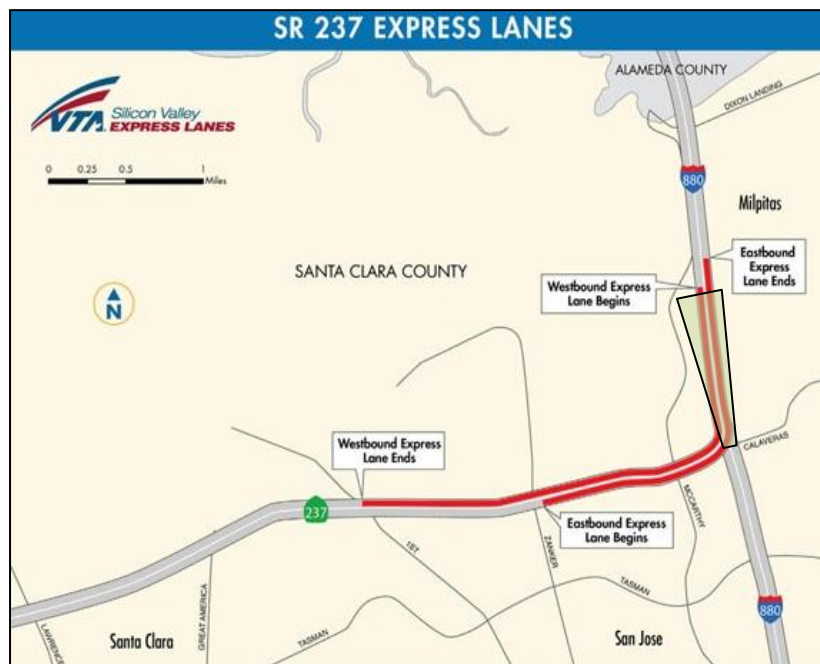 SR 237 EXPRESS LANES
ALAMEDA COUNTY
DIXON LANDING
VTA Silicon Valley
EXPRESS LANES
0 0.25 0.5 1
Miles
880
Milpitas
Eastbound
Express
Lane Ends
SANTA CLARA COUNTY
Westbound Express
Lane Begins
N
CALAVERAS
Westbound Express
Lane Ends
237
Eastbound Express
Lane Begins
MCCARTHY
1ST
ZANKER
TASMAN
GREAT AMERICA
LAWRENCE
Santa Clara
TASMAN
San Jose
880